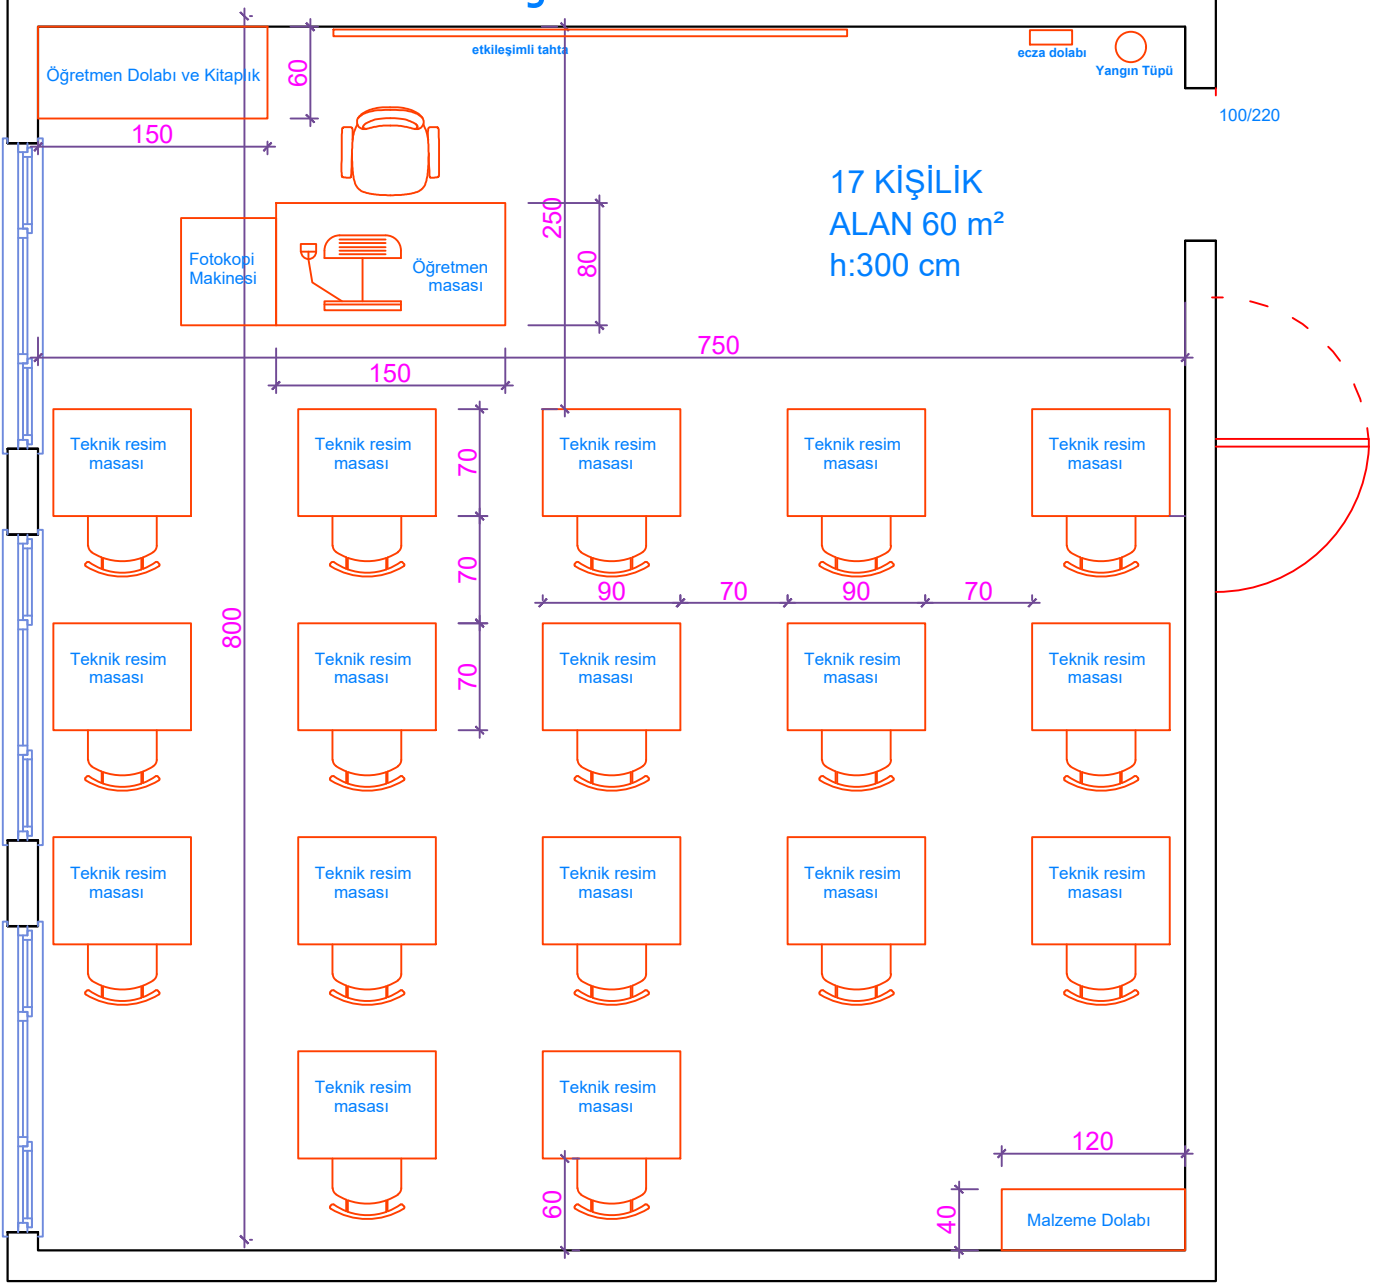 etkileşimli tahta
ecza dolabı
Yangın Tüpü
Öğretmen Dolabı ve Kitaplık
60
100/220
150
17 KİŞİLİK
ALAN 60 m²
h:300 cm
250
80
Fotokopi
Makinesi
Öğretmen
masası
750
150
Teknik resim
masası
Teknik resim
masası
Teknik resim
masası
Teknik resim
masası
Teknik resim
masası
70
70
90
70
90
70
800
Teknik resim
masası
Teknik resim
masası
Teknik resim
masası
Teknik resim
masası
Teknik resim
masası
70
Teknik resim
masası
Teknik resim
masası
Teknik resim
masası
Teknik resim
masası
Teknik resim
masası
Teknik resim
masası
Teknik resim
masası
120
60
40
Malzeme Dolabı